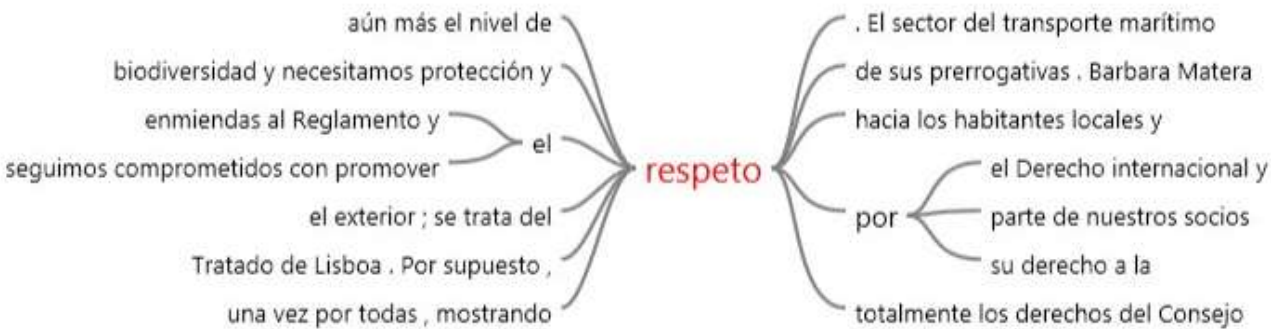 aún más el nivel de
biodiversidad y necesitamos protección y
enmiendas al Reglamento y
seguimos comprometidos con promover
el
el exterior ; se trata del
Tratado de Lisboa . Por supuesto ,
una vez por todas , mostrando
respeto
. El sector del transporte marítimo
de sus prerrogativas . Barbara Matera
hacia los habitantes locales y
por
el Derecho internacional y
parte de nuestros socios
su derecho a la
totalmente los derechos del Consejo